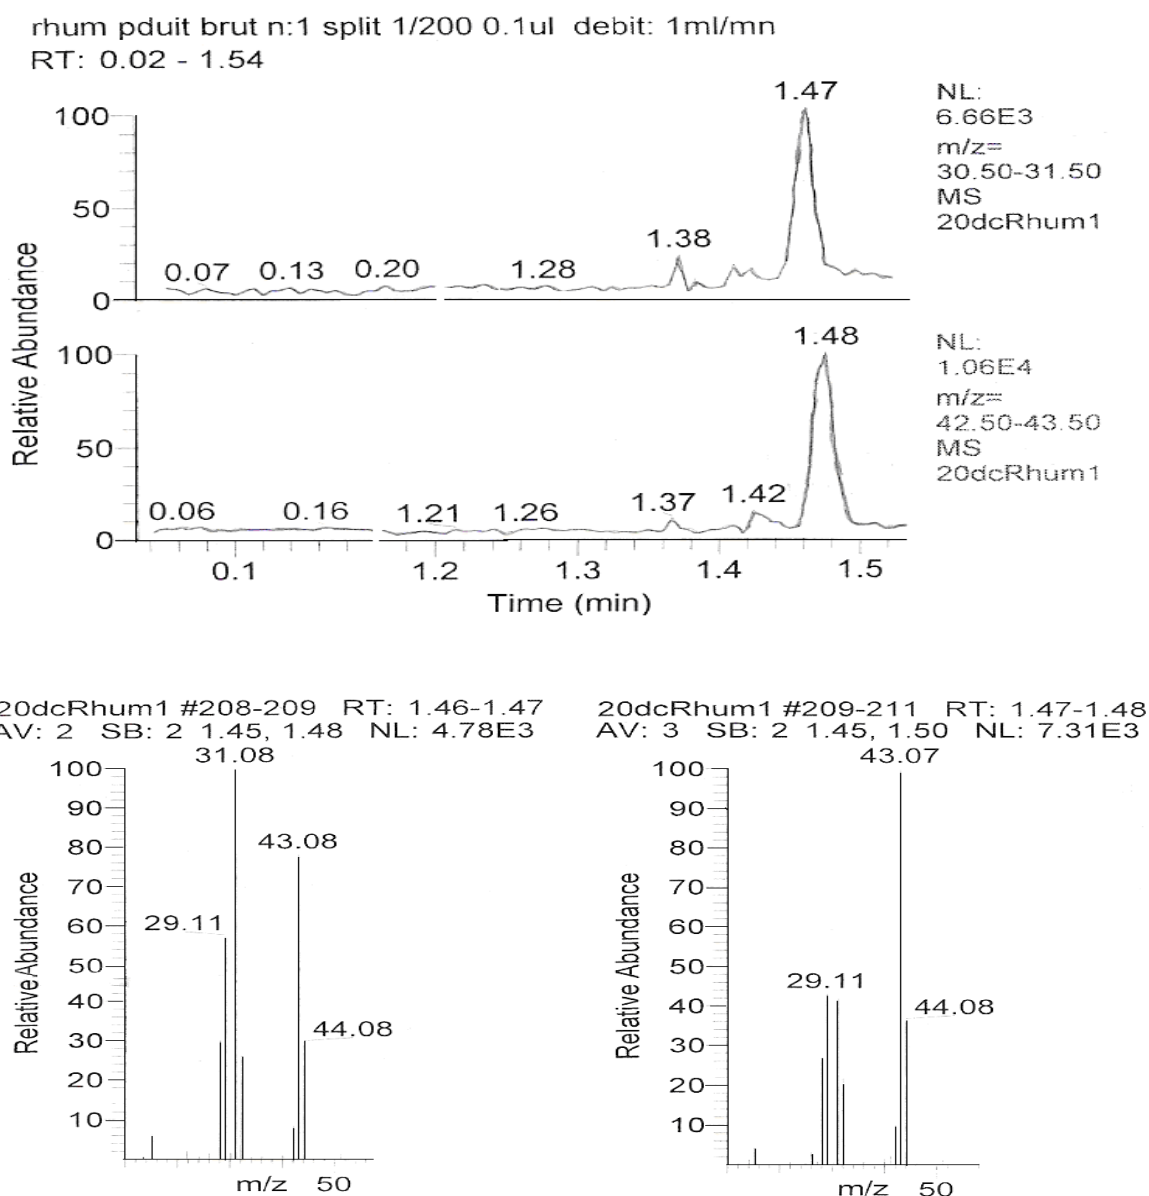 rhum pduit brut n:1 split 1/200 0.1ul debit: 1ml/mn
RT: 0.02 - 1.54
Relative Abundance
100
50
0
0.07
0.13
0.20
1.28
1.38
1.47
NL:
6.66E3
m/z=
30.50-31.50
MS
20dcRhum1
100
50
0
0.06
0.16
1.21
1.26
1.37
1.42
1.48
NL:
1.06E4
m/z=
42.50-43.50
MS
20dcRhum1
0.1
1.2
1.3
1.4
1.5
Time (min)
20dcRhum1 #208-209 RT: 1.46-1.47
AV: 2 SB: 2 1.45, 1.48 NL: 4.78E3
31.08
100
90
80
70
60
50
40
30
20
10
Relative Abundance
43.08
29.11
44.08
m/z 50
20dcRhum1 #209-211 RT: 1.47-1.48
AV: 3 SB: 2 1.45, 1.50 NL: 7.31E3
43.07
100
90
80
70
60
50
40
30
20
10
Relative Abundance
29.11
44.08
m/z 50